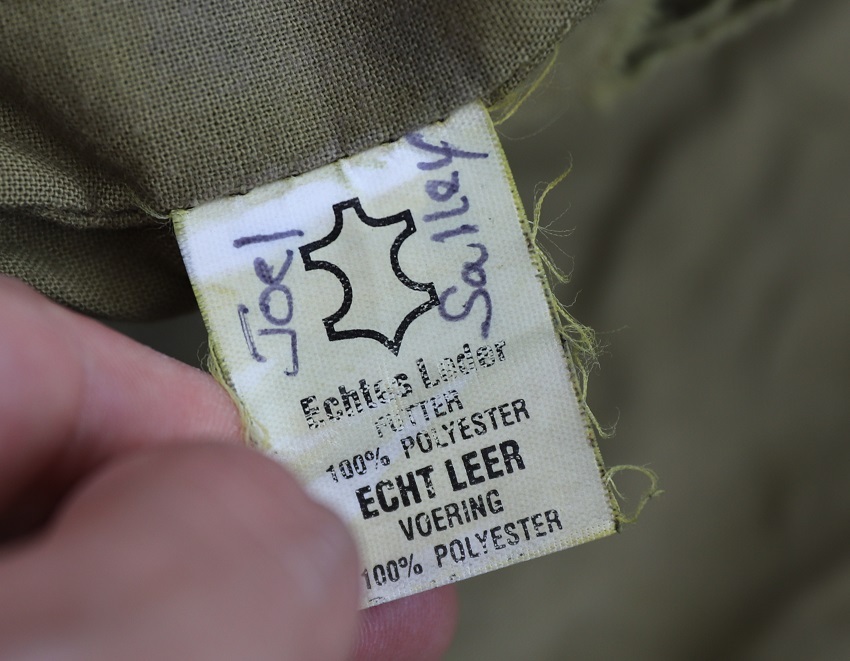 Joel
Salley
Echtes Leder
FUTTER
100% POLYESTER
ECHT LEER
VOERING
100% POLYESTER